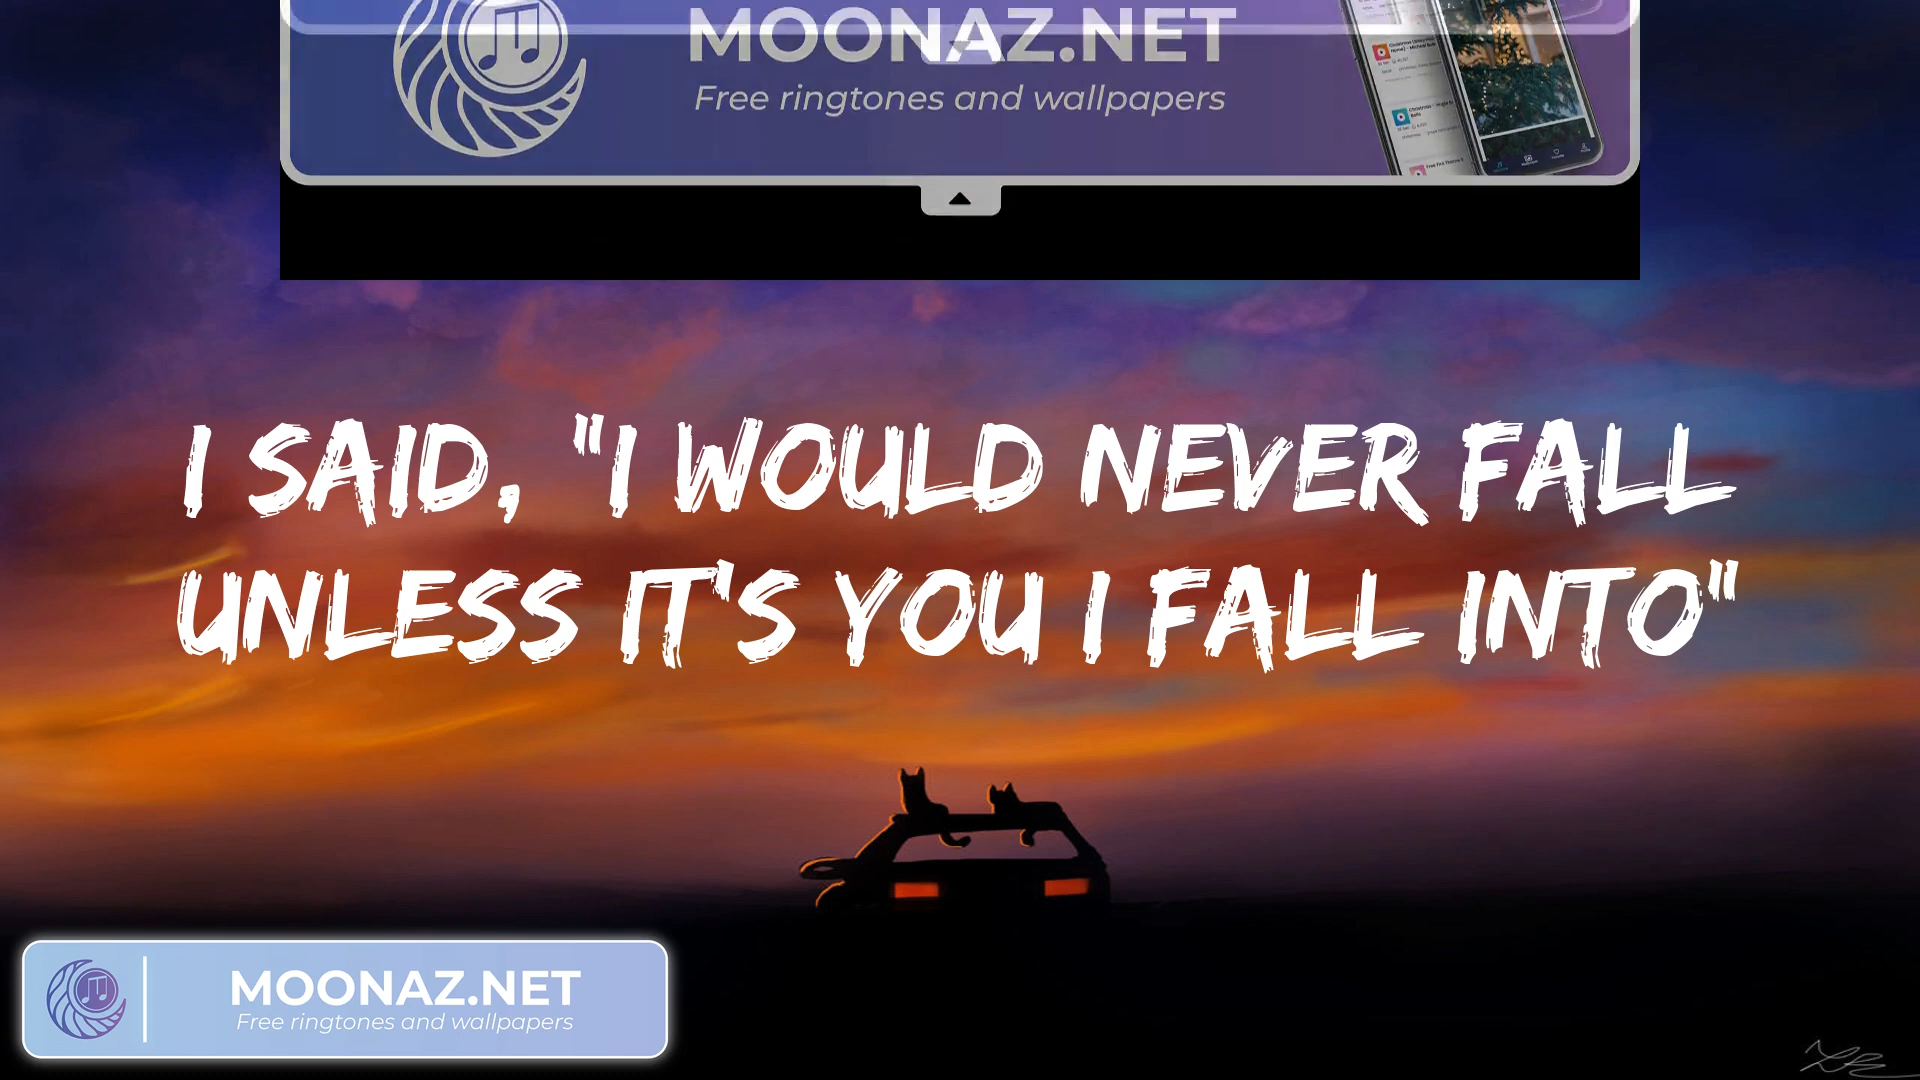 MOONAZ.NET
Free ringtones and wallpapers
I SAID, "I WOULD NEVER FALL
UNLESS IT'S YOU I FALL INTO"
MOONAZ.NET
Free ringtones and wallpapers